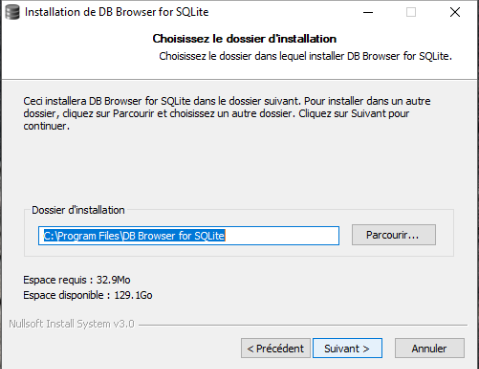 Installation de DB Browser for SQLite
Choisissez le dossier d'installation
Choisissez le dossier dans lequel installer DB Browser for SQLite.
Ceci installera DB Browser for SQLite dans le dossier suivant. Pour installer dans un autre
dossier, cliquez sur Parcourir et choisissez un autre dossier. Cliquez sur Suivant pour
continuer.
Dossier d'installation
C:\Program Files\DB Browser for SQLite
Parcourir...
Espace requis : 32.9Mo
Espace disponible : 129.1Go
Nullsoft Install System v3.0
< Précédent
Suivant >
Annuler